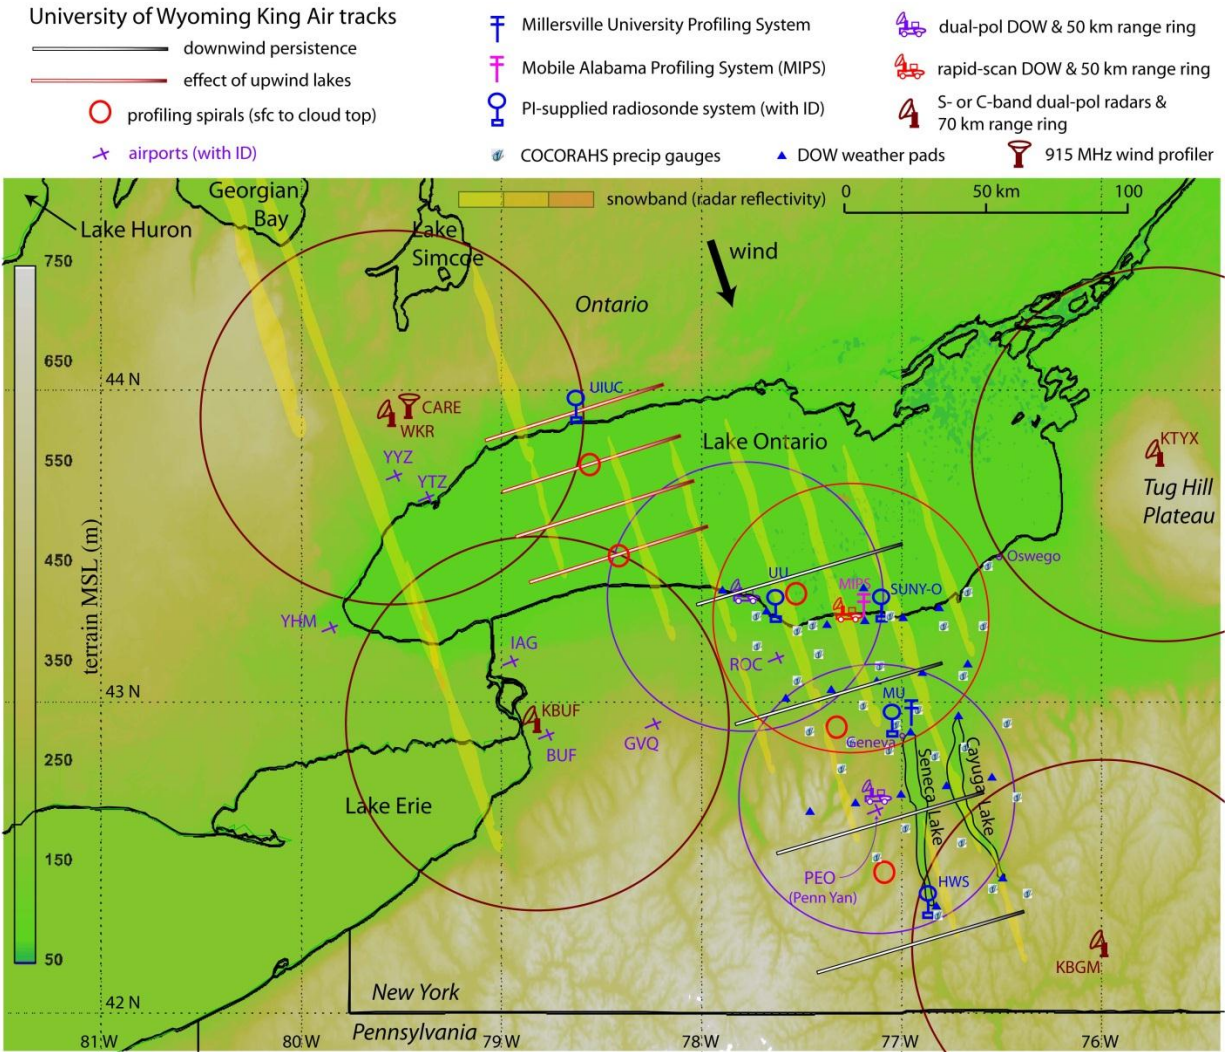 University of Wyoming King Air tracks
downwind persistence
effect of upwind lakes
profiling spirals (sfc to cloud top)
airports (with ID)
Millersville University Profiling System
Mobile Alabama Profiling System (MIPS)
PI-supplied radiosonde system (with ID)
COCORAHS precip gauges
DOW weather pads
dual-pol DOW & 50 km range ring
rapid-scan DOW & 50 km range ring
S- or C-band dual-pol radars &
70 km range ring
915 MHz wind profiler
Georgian
Bay
Lake Huron
Lake
Simcoe
snowband (radar reflectivity)
0 50 km 100
wind
Ontario
750
650
550
450
350
250
150
50
terrain MSL (m)
44 N
UIUC
CARE
WKR
YYZ
YTZ
Lake Ontario
KTYX
Tug Hill
Plateau
Oswego
UU
MIPS
SUNY-O
YHM
IAG
ROC
43 N
KBUF
BUF
GVQ
MU
Geneva
Seneca Lake
Cayuga Lake
Lake Erie
PEO
(Penn Yan)
HWS
KBGM
42 N
New York
Pennsylvania
81W
80W
79W
78W
77W
76W